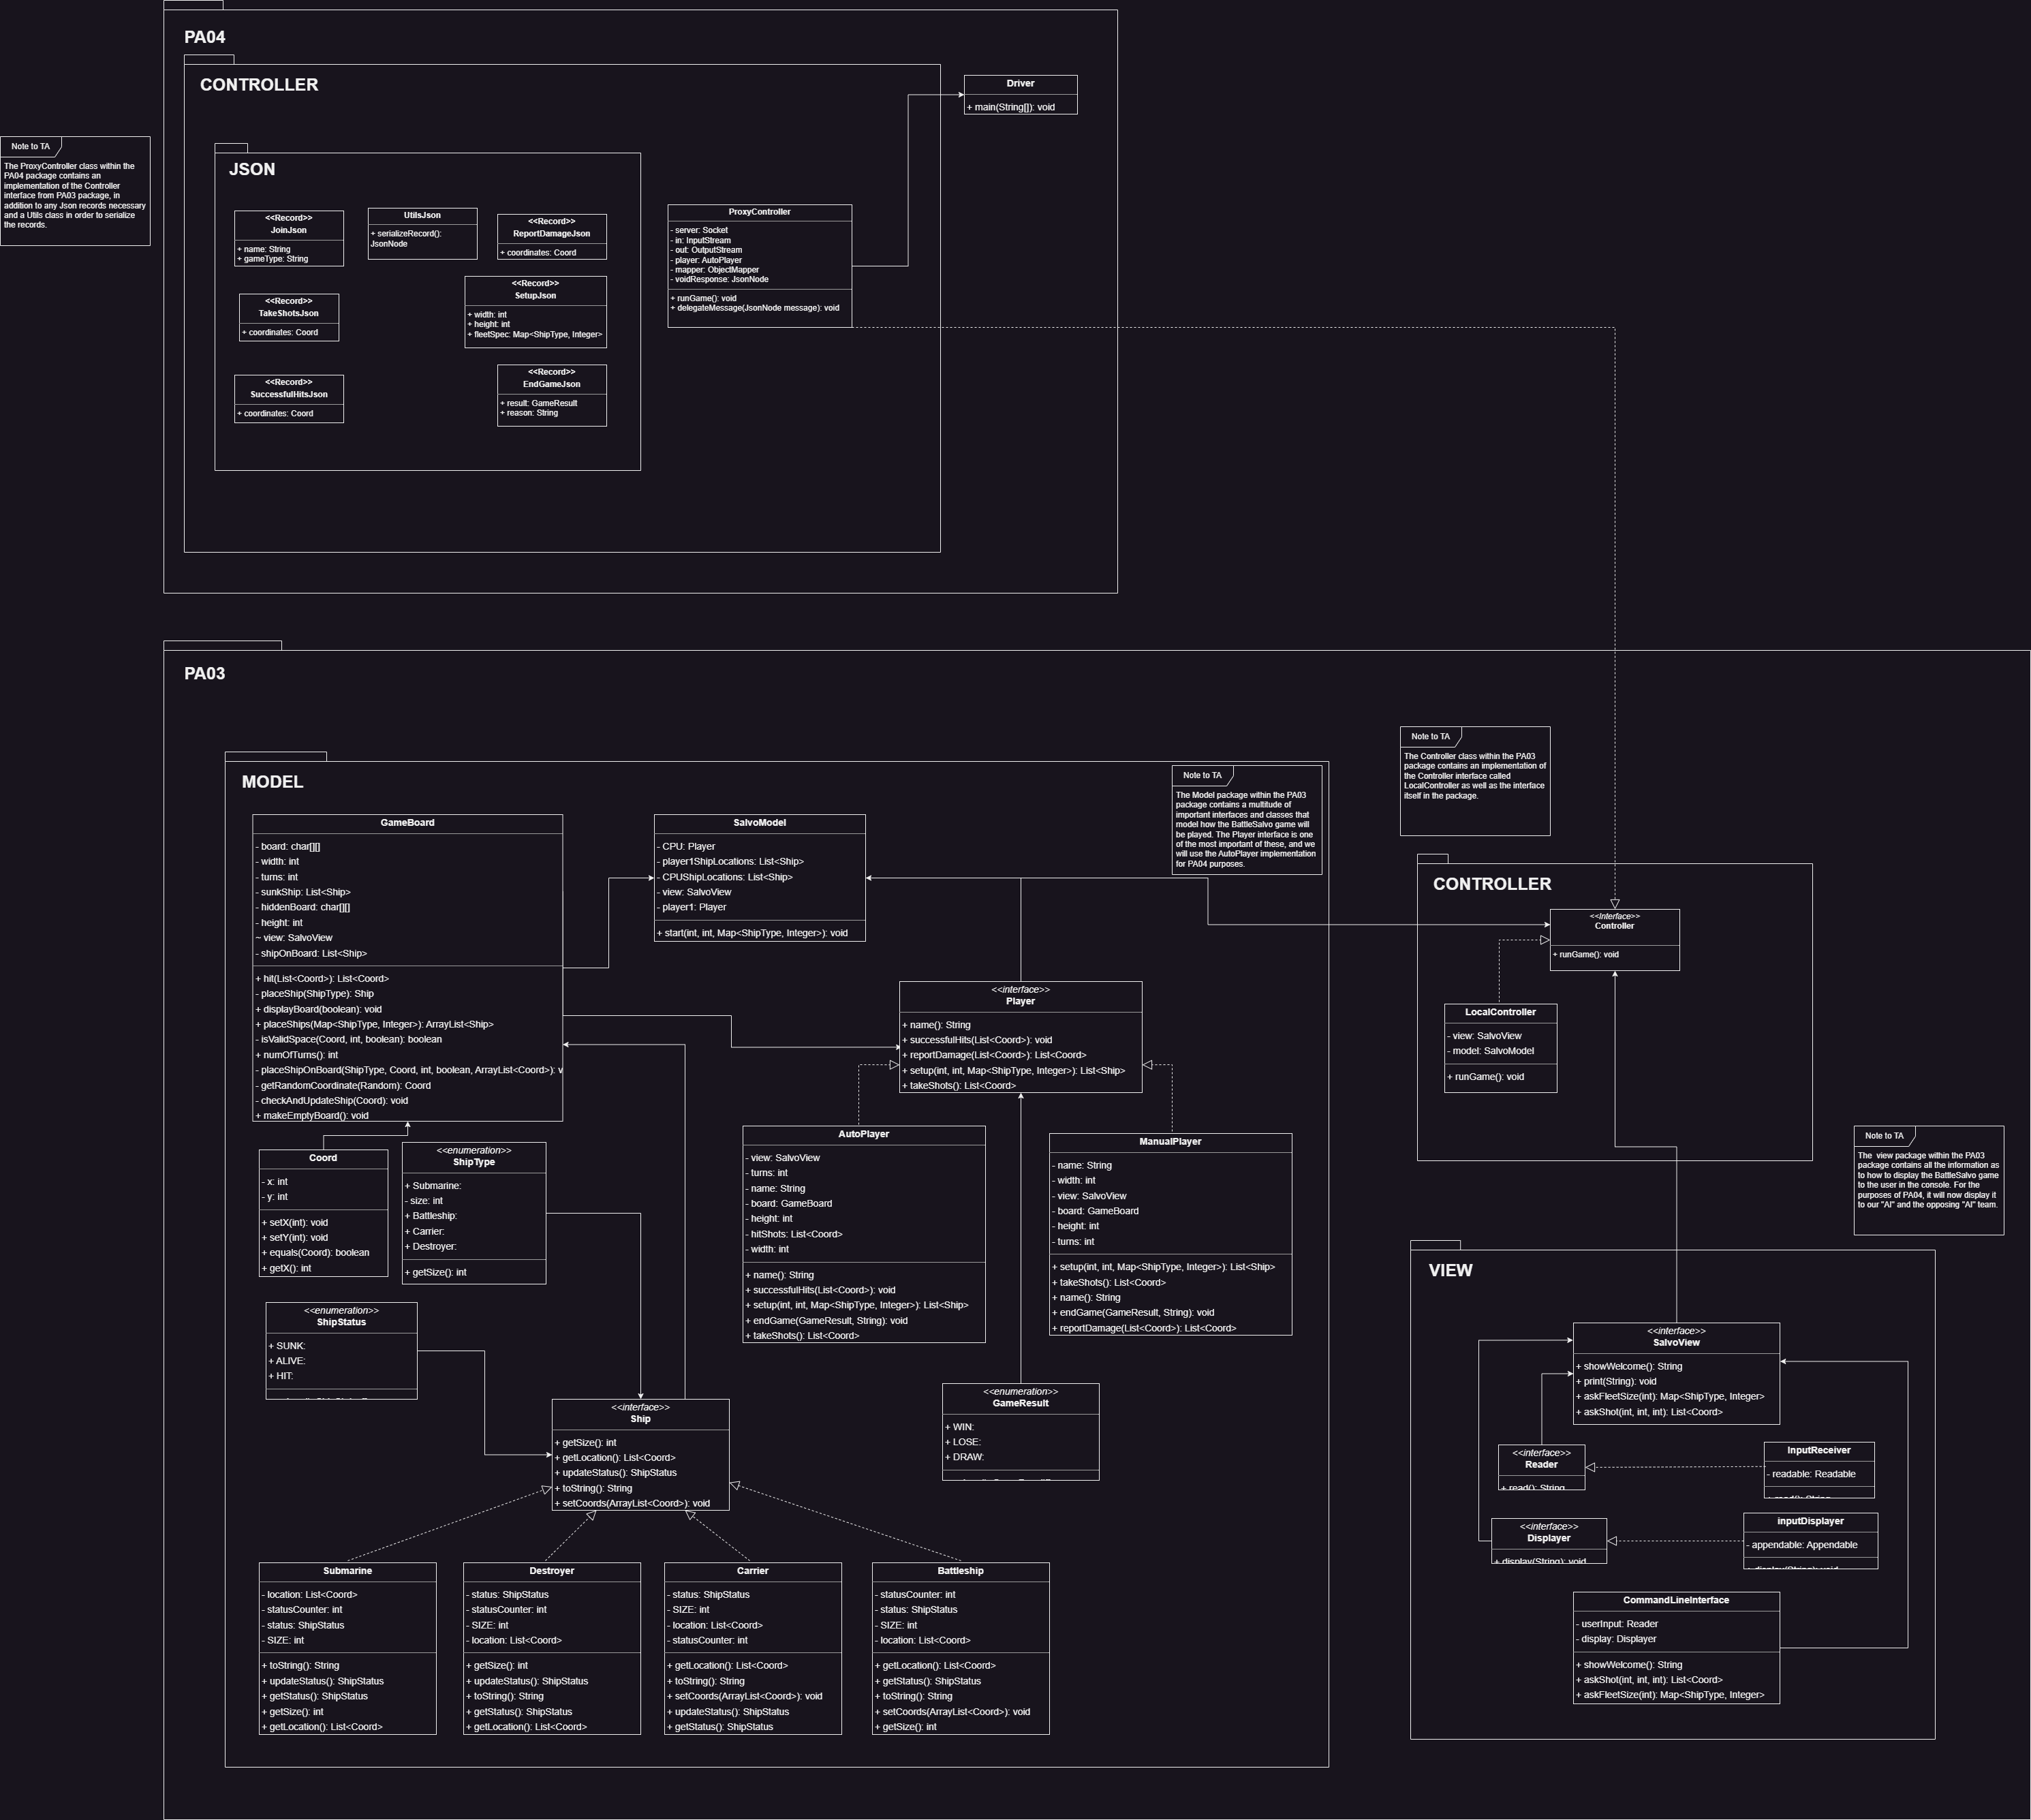 PA04
CONTROLLER
Driver
+ main(String[]): void
Note to TA
The ProxyController class within the
PA04 package contains an
implementation of the Controller
interface from PA03 package, in
addition to any Json records necessary
and a Utils class in order to serialize
the records.
JSON
<<Record>>
JoinJson
+ name: String
+ gameType: String
UtilsJson
+ serializeRecord():
JsonNode
<<Record>>
ReportDamageJson
+ coordinates: Coord
<<Record>>
TakeShotsJson
+ coordinates: Coord
<<Record>>
SetupJson
+ width: int
+ height: int
+ fleetSpec: Map<ShipType, Integer>
<<Record>>
SuccessfulHitsJson
+ coordinates: Coord
<<Record>>
EndGameJson
+ result: GameResult
+ reason: String
ProxyController
- server: Socket
- in: InputStream
- out: OutputStream
- player: AutoPlayer
- mapper: ObjectMapper
- voidResponse: JsonNode
+ runGame(): void
+ delegateMessage(JsonNode message): void
PA03
MODEL
GameBoard
- board: char[][]
- width: int
- turns: int
- sunkShip: List<Ship>
- hiddenBoard: char[][]
- height: int
~ view: SalvoView
- shipOnBoard: List<Ship>
+ hit(List<Coord>): List<Coord>
- placeShip(ShipType): Ship
+ displayBoard(boolean): void
+ placeShips(Map<ShipType, Integer>): ArrayList<Ship>
- isValidSpace(Coord, int, boolean): boolean
+ numOfTurns(): int
- placeShipOnBoard(ShipType, Coord, int, boolean, ArrayList<Coord>): v
- getRandomCoordinate(Random): Coord
- checkAndUpdateShip(Coord): void
+ makeEmptyBoard(): void
SalvoModel
- CPU: Player
- player1ShipLocations: List<Ship>
- CPUShipLocations: List<Ship>
- view: SalvoView
- player1: Player
+ start(int, int, Map<ShipType, Integer>): void
Note to TA
The Model package within the PA03
package contains a multitude of
important interfaces and classes that
model how the BattleSalvo game will
be played. The Player interface is one
of the most important of these, and we
will use the AutoPlayer implementation
for PA04 purposes.
<<interface>>
Player
+ name(): String
+ successfulHits(List<Coord>): void
+ reportDamage(List<Coord>): List<Coord>
+ setup(int, int, Map<ShipType, Integer>): List<Ship>
+ takeShots(): List<Coord>
Coord
- x: int
- y: int
+ setX(int): void
+ setY(int): void
+ equals(Coord): boolean
+ getX(): int
<<enumeration>>
ShipType
+ Submarine:
- size: int
+ Battleship:
+ Carrier:
+ Destroyer:
+ getSize(): int
AutoPlayer
- view: SalvoView
- turns: int
- name: String
- board: GameBoard
- height: int
- hitShots: List<Coord>
- width: int
+ name(): String
+ successfulHits(List<Coord>): void
+ setup(int, int, Map<ShipType, Integer>): List<Ship>
+ endGame(GameResult, String): void
+ takeShots(): List<Coord>
ManualPlayer
- name: String
- width: int
- view: SalvoView
- board: GameBoard
- height: int
- turns: int
+ setup(int, int, Map<ShipType, Integer>): List<Ship>
+ takeShots(): List<Coord>
+ name(): String
+ endGame(GameResult, String): void
+ reportDamage(List<Coord>): List<Coord>
<<enumeration>>
ShipStatus
+ SUNK:
+ ALIVE:
+ HIT:
<<interface>>
Ship
+ getSize(): int
+ getLocation(): List<Coord>
+ updateStatus(): ShipStatus
+ toString(): String
+ setCoords(ArrayList<Coord>): void
<<enumeration>>
GameResult
+ WIN:
+ LOSE:
+ DRAW:
Submarine
- location: List<Coord>
- statusCounter: int
- status: ShipStatus
- SIZE: int
+ toString(): String
+ updateStatus(): ShipStatus
+ getStatus(): ShipStatus
+ getSize(): int
+ getLocation(): List<Coord>
Destroyer
- status: ShipStatus
- statusCounter: int
- SIZE: int
- location: List<Coord>
+ getSize(): int
+ updateStatus(): ShipStatus
+ toString(): String
+ getStatus(): ShipStatus
+ getLocation(): List<Coord>
Carrier
- status: ShipStatus
- SIZE: int
- location: List<Coord>
- statusCounter: int
+ getLocation(): List<Coord>
+ toString(): String
+ setCoords(ArrayList<Coord>): void
+ updateStatus(): ShipStatus
+ getStatus(): ShipStatus
Battleship
- statusCounter: int
- status: ShipStatus
- SIZE: int
- location: List<Coord>
+ getLocation(): List<Coord>
+ getStatus(): ShipStatus
+ toString(): String
+ setCoords(ArrayList<Coord>): void
+ getSize(): int
Note to TA
The Controller class within the PA03
package contains an implementation of
the Controller interface called
LocalController as well as the interface
itself in the package.
CONTROLLER
<<Interface>>
Controller
+ runGame(): void
LocalController
- view: SalvoView
- model: SalvoModel
+ runGame(): void
Note to TA
The view package within the PA03
package contains all the information as
to how to display the BattleSalvo game
to the user in the console. For the
purposes of PA04, it will now display it
to our "AI" and the opposing "AI" team.
VIEW
<<interface>>
SalvoView
+ showWelcome(): String
+ print(String): void
+ askFleetSize(int): Map<ShipType, Integer>
+ askShot(int, int, int): List<Coord>
<<interface>>
Reader
+ read(): String
InputReceiver
- readable: Readable
+ read(): String
<<interface>>
Displayer
+ display(String): void
inputDisplayer
- appendable: Appendable
+ display(String): void
CommandLineInterface
- userInput: Reader
- display: Displayer
+ showWelcome(): String
+ askShot(int, int, int): List<Coord>
+ askFleetSize(int): Map<ShipType, Integer>